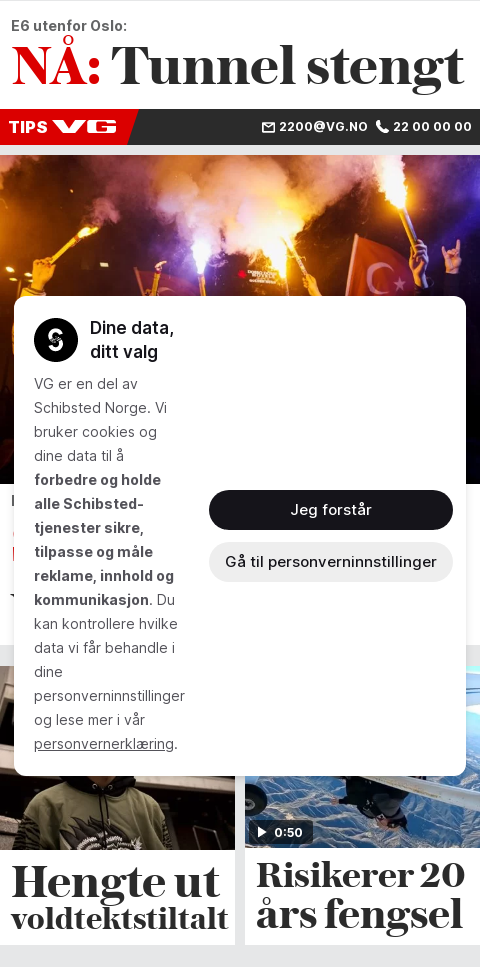 E6 utenfor Oslo:
NÅ: Tunnel stengt
TIPS VG
2200@VG.NO 22 00 00 00
Dine data,
ditt valg
VG er en del av
Schibsted Norge. Vi
bruker cookies og
dine data til å
forbedre og holde
alle Schibsted-
tjenester sikre,
tilpasse og måle
reklame, innhold og
kommunikasjon. Du
kan kontrollere hvilke
data vi får behandle i
dine
personverninnstillinger
og lese mer i vår
personvernerklæring.
Jeg forstår
Gå til personverninnstillinger
0:50
Hengte ut
voldtektstiltalt
Risikerer 20
års fengsel